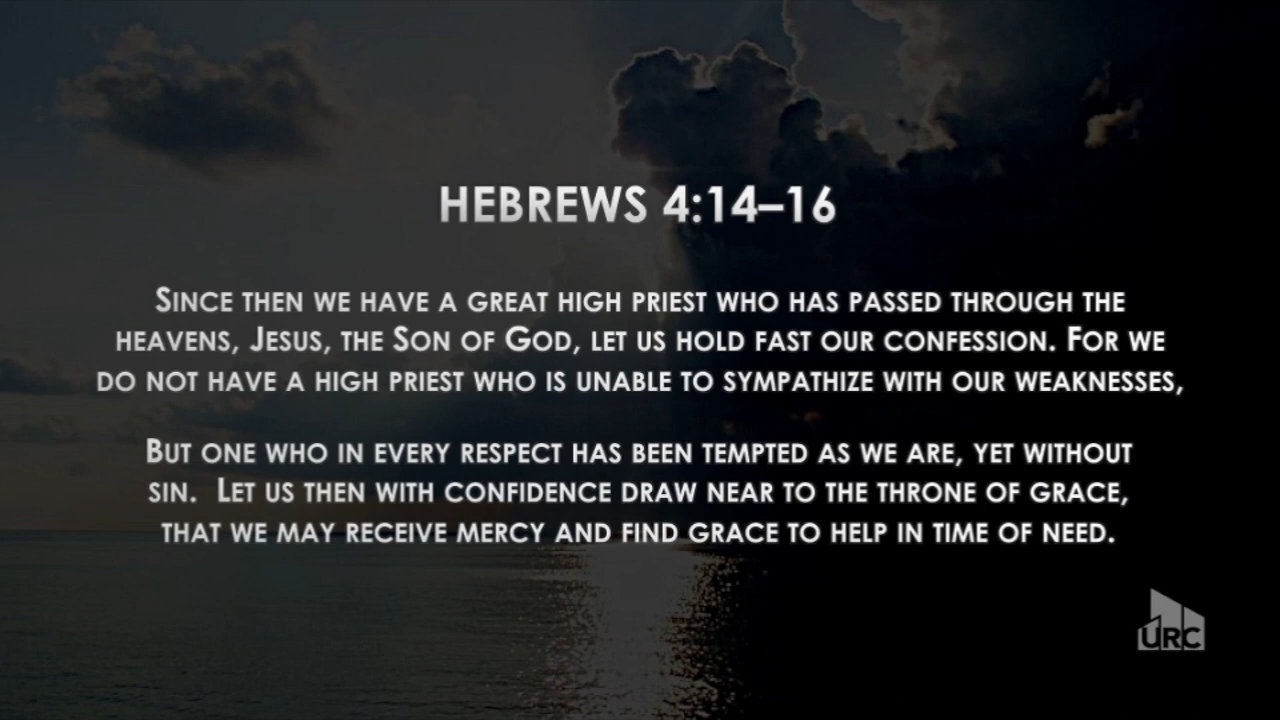 HEBREWS 4:14–16
SINCE THEN WE HAVE A GREAT HIGH PRIEST WHO HAS PASSED THROUGH THE
HEAVENS, JESUS, THE SON OF GOD, LET US HOLD FAST OUR CONFESSION. FOR WE
DO NOT HAVE A HIGH PRIEST WHO IS UNABLE TO SYMPATHIZE WITH OUR WEAKNESSES,
BUT ONE WHO IN EVERY RESPECT HAS BEEN TEMPTED AS WE ARE, YET WITHOUT
SIN.  LET US THEN WITH CONFIDENCE DRAW NEAR TO THE THRONE OF GRACE,
THAT WE MAY RECEIVE MERCY AND FIND GRACE TO HELP IN TIME OF NEED.
URC